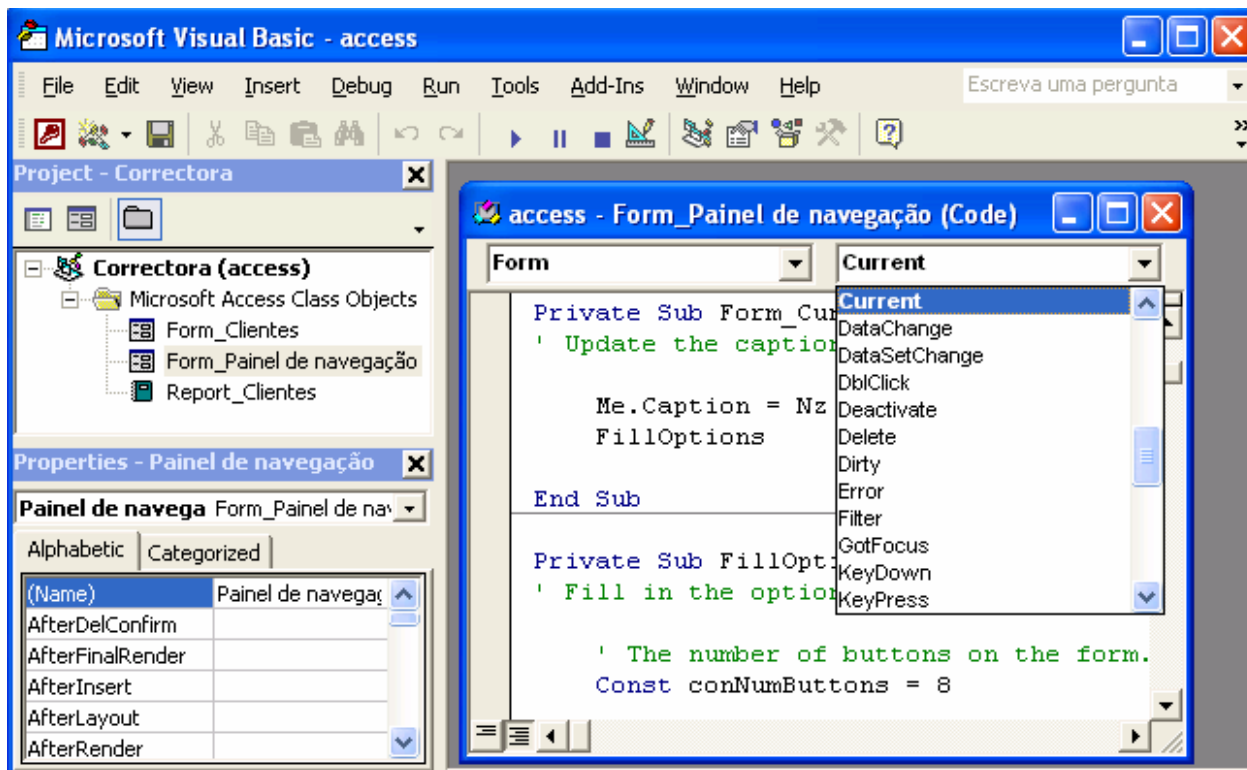 Microsoft Visual Basic - access
File Edit View Insert Debug Run Tools Add-Ins Window Help Escreva uma pergunta
Project - Correctora
Correctora (access)
Microsoft Access Class Objects
Form_Clientes
Form_Painel de navegação
Report_Clientes
Properties - Painel de navegação
Painel de navega Form_Painel de na
Alphabetic Categorized
(Name) Painel de navegaç
AfterDelConfirm
AfterFinalRender
AfterInsert
AfterLayout
AfterRender
access - Form_Painel de navegação (Code)
Form Current
Private Sub Form_Cu
' Update the caption
Me.Caption = Nz
FillOptions
End Sub
Private Sub FillOpt
' Fill in the option
' The number of buttons on the form.
Const conNumButtons = 8
Current
DataChange
DataSetChange
DblClick
Deactivate
Delete
Dirty
Error
Filter
GotFocus
KeyDown
KeyPress